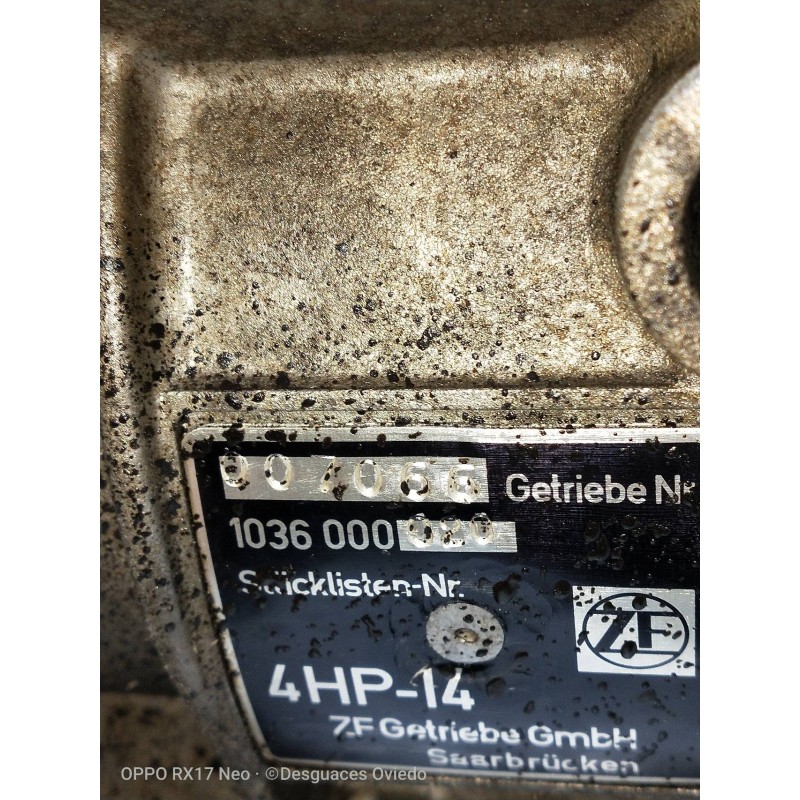 004066 Getriebe Nr
1036 000 020
Stücklisten-Nr.
ZF
4HP-14
ZF Getriebe GmbH
Saarbrücken
OPPO RX17 Neo · ©Desguaces Oviedo